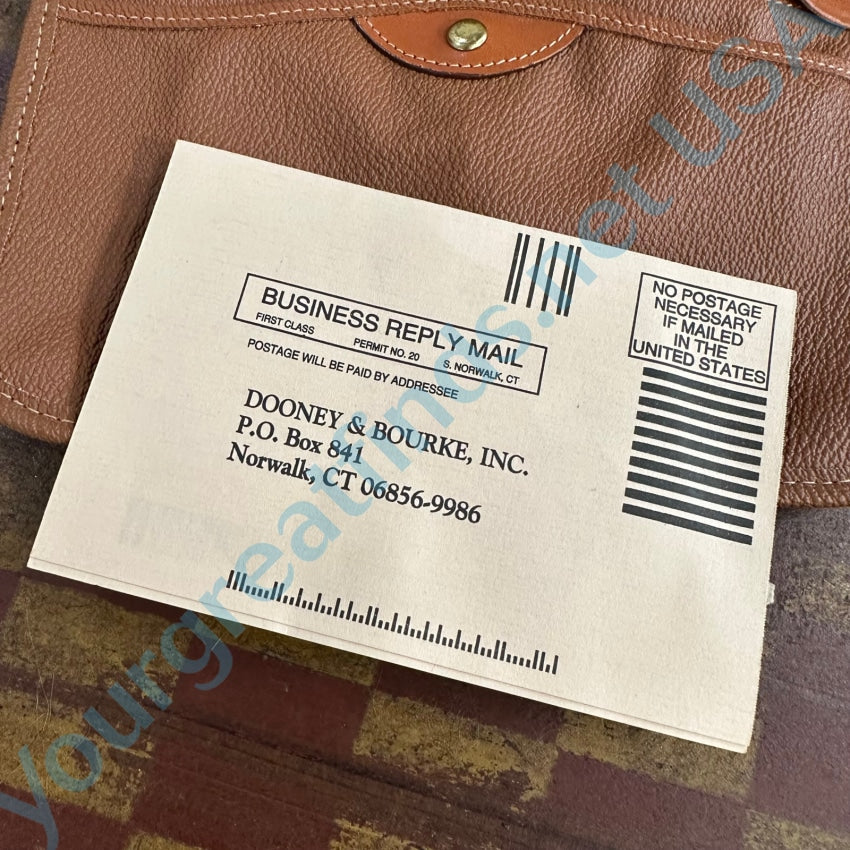 BUSINESS REPLY MAIL
FIRST CLASS PERMIT NO. 20 S. NORWALK, CT
POSTAGE WILL BE PAID BY ADDRESSEE
DOONEY & BOURKE, INC.
P.O. Box 841
Norwalk, CT 06856-9986
NO POSTAGE
NECESSARY
IF MAILED
IN THE
UNITED STATES
yourgreatfinds.net USA